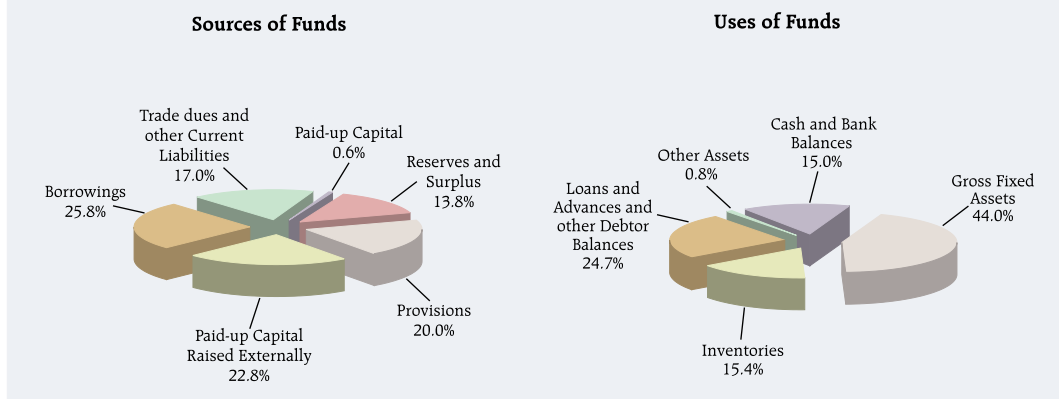 Sources of Funds
Trade dues and
other Current
Liabilities
17.0%
Paid-up Capital
0.6%
Reserves and
Surplus
13.8%
Borrowings
25.8%
Provisions
20.0%
Paid-up Capital
Raised Externally
22.8%
Uses of Funds
Cash and Bank
Balances
15.0%
Other Assets
0.8%
Gross Fixed
Assets
44.0%
Loans and
Advances and
other Debtor
Balances
24.7%
Inventories
15.4%